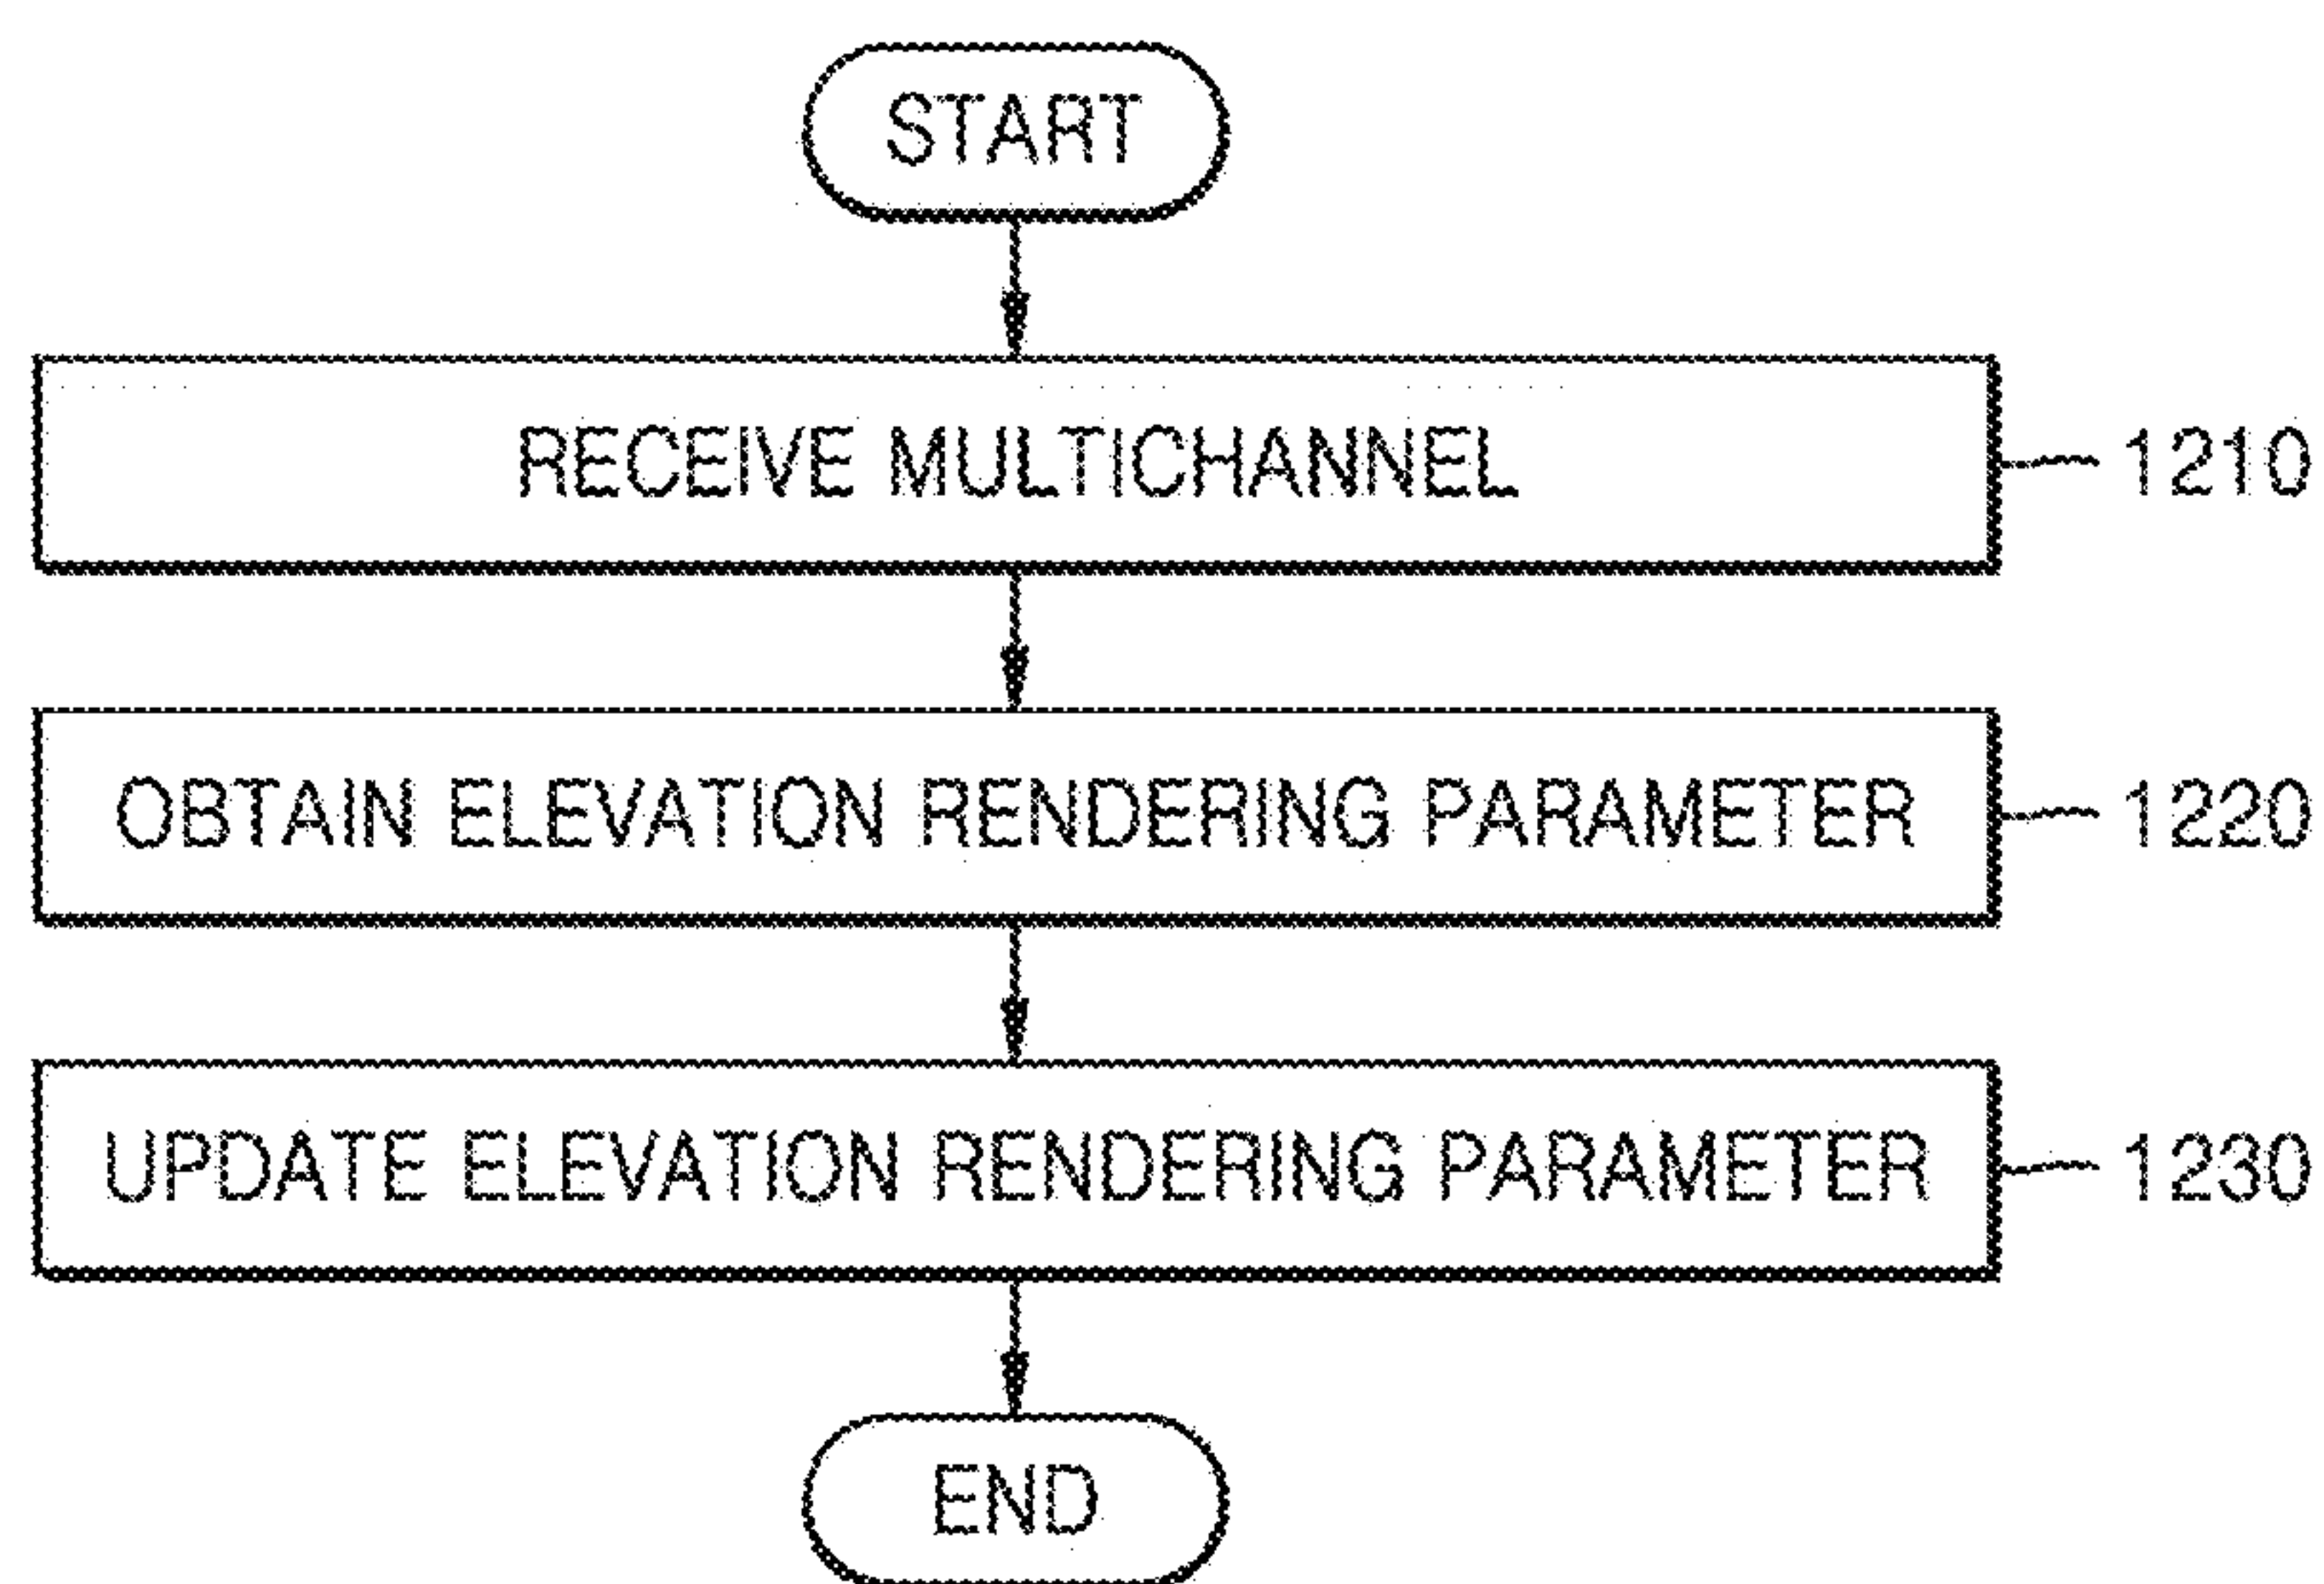 START
RECEIVE MULTICHANNEL
1210
OBTAIN ELEVATION RENDERING PARAMETER
1220
UPDATE ELEVATION RENDERING PARAMETER
1230
END